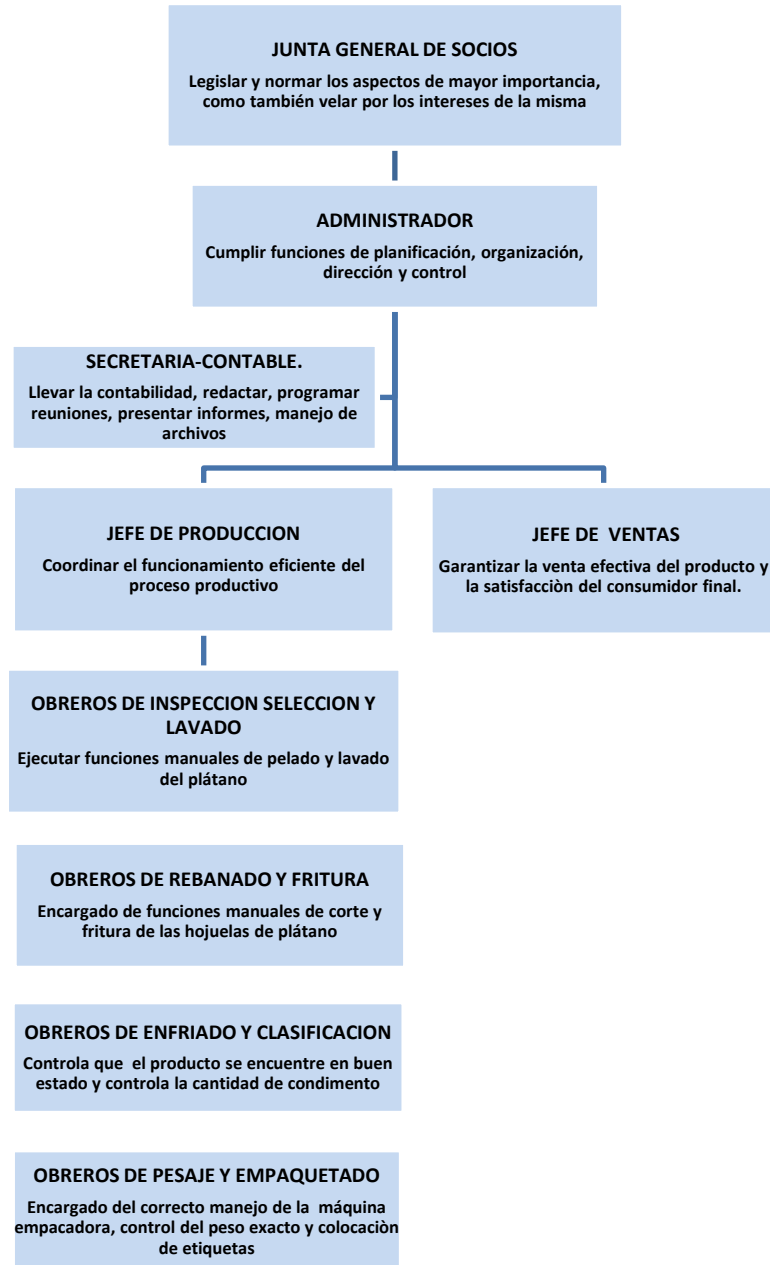 JUNTA GENERAL DE SOCIOS
Legislar y normar los aspectos de mayor importancia,
como también velar por los intereses de la misma
ADMINISTRADOR
Cumplir funciones de planificación, organización,
dirección y control
SECRETARIA-CONTABLE.
Llevar la contabilidad, redactar, programar
reuniones, presentar informes, manejo de
archivos
JEFE DE PRODUCCION
Coordinar el funcionamiento eficiente del
proceso productivo
JEFE DE VENTAS
Garantizar la venta efectiva del producto y
la satisfacciòn del consumidor final.
OBREROS DE INSPECCION SELECCION Y
LAVADO
Ejecutar funciones manuales de pelado y lavado
del plátano
OBREROS DE REBANADO Y FRITURA
Encargado de funciones manuales de corte y
fritura de las hojuelas de plátano
OBREROS DE ENFRIADO Y CLASIFICACION
Controla que el producto se encuentre en buen
estado y controla la cantidad de condimento
OBREROS DE PESAJE Y EMPAQUETADO
Encargado del correcto manejo de la máquina
empacadora, control del peso exacto y colocaciòn
de etiquetas